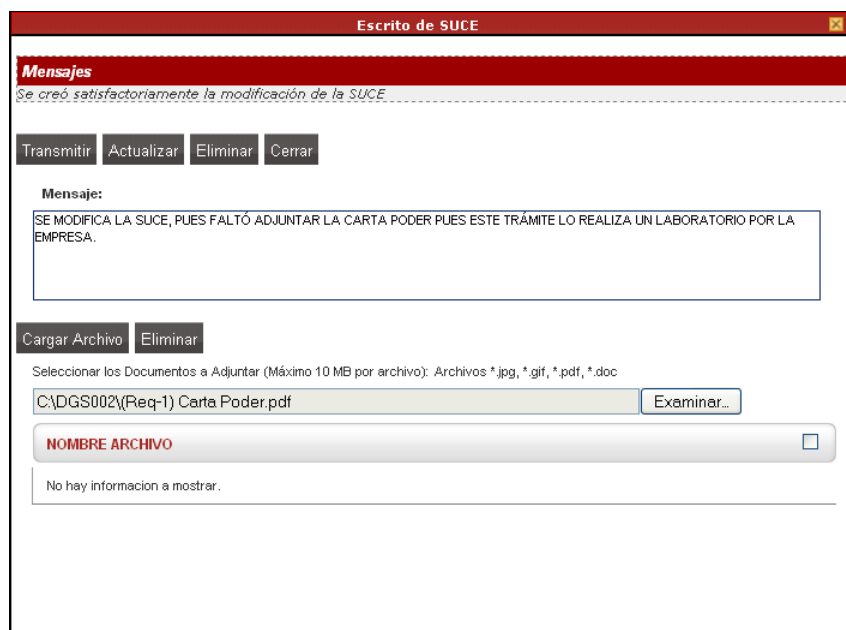 Escrito de SUCE
Mensajes
Se creó satisfactoriamente la modificación de la SUCE
Transmitir Actualizar Eliminar Cerrar
Mensaje:
SE MODIFICA LA SUCE, PUES FALTÓ ADJUNTAR LA CARTA PODER PUES ESTE TRÁMITE LO REALIZA UN LABORATORIO POR LA
EMPRESA.
Cargar Archivo Eliminar
Seleccionar los Documentos a Adjuntar (Máximo 10 MB por archivo): Archivos *.jpg, *.gif, *.pdf, *.doc
C:\DGS002\(Req-1) Carta Poder.pdf Examinar...
NOMBRE ARCHIVO
No hay informacion a mostrar.